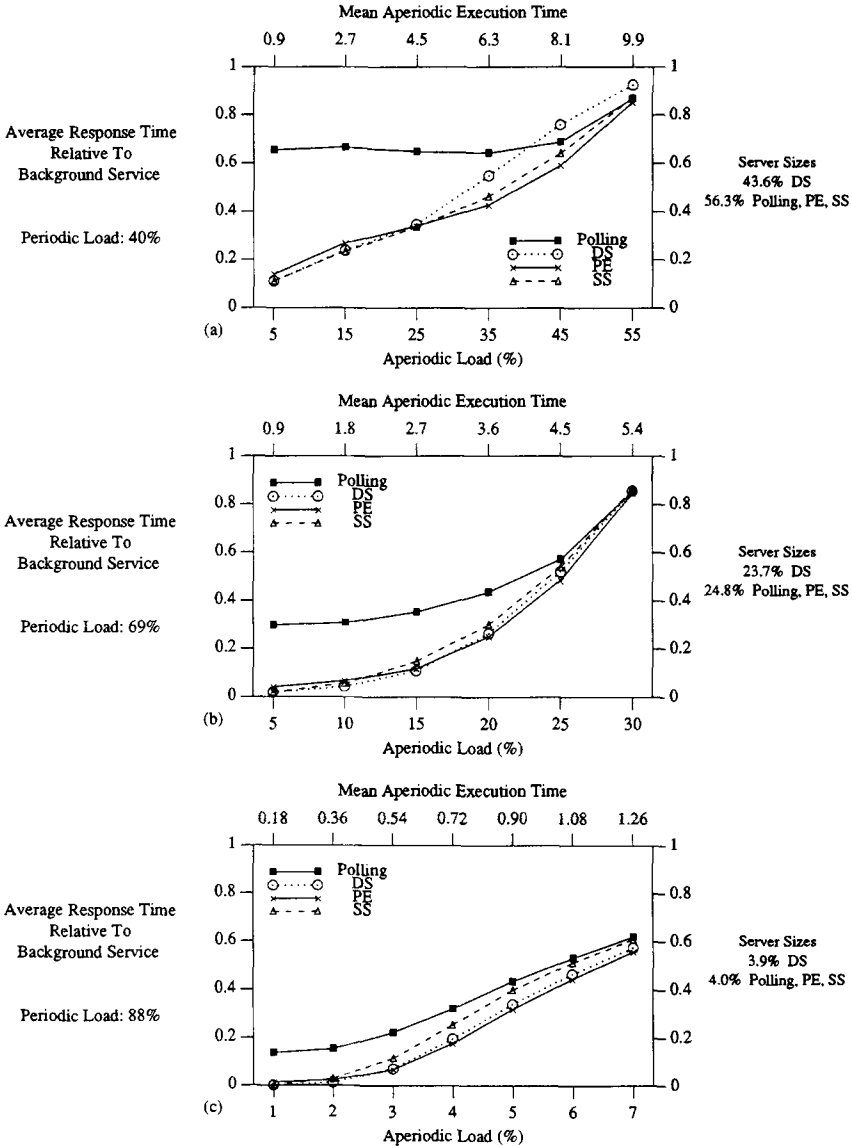 Mean Aperiodic Execution Time
0.9 2.7 4.5 6.3 8.1 9.9
1 1
0.8 0.8
0.6 0.6
0.4 0.4
0.2 0.2
0 0
Average Response Time
Relative To
Background Service
Periodic Load: 40%
Server Sizes
43.6% DS
56.3% Polling, PE, SS
Polling
DS
PE
SS
(a)
5 15 25 35 45 55
Aperiodic Load (%)
Mean Aperiodic Execution Time
0.9 1.8 2.7 3.6 4.5 5.4
1 1
0.8 0.8
0.6 0.6
0.4 0.4
0.2 0.2
0 0
Polling
DS
PE
SS
Average Response Time
Relative To
Background Service
Periodic Load: 69%
Server Sizes
23.7% DS
24.8% Polling, PE, SS
(b)
5 10 15 20 25 30
Aperiodic Load (%)
Mean Aperiodic Execution Time
0.18 0.36 0.54 0.72 0.90 1.08 1.26
1 1
0.8 0.8
0.6 0.6
0.4 0.4
0.2 0.2
0 0
Polling
DS
PE
SS
Average Response Time
Relative To
Background Service
Periodic Load: 88%
Server Sizes
3.9% DS
4.0% Polling, PE, SS
(c)
1 2 3 4 5 6 7
Aperiodic Load (%)